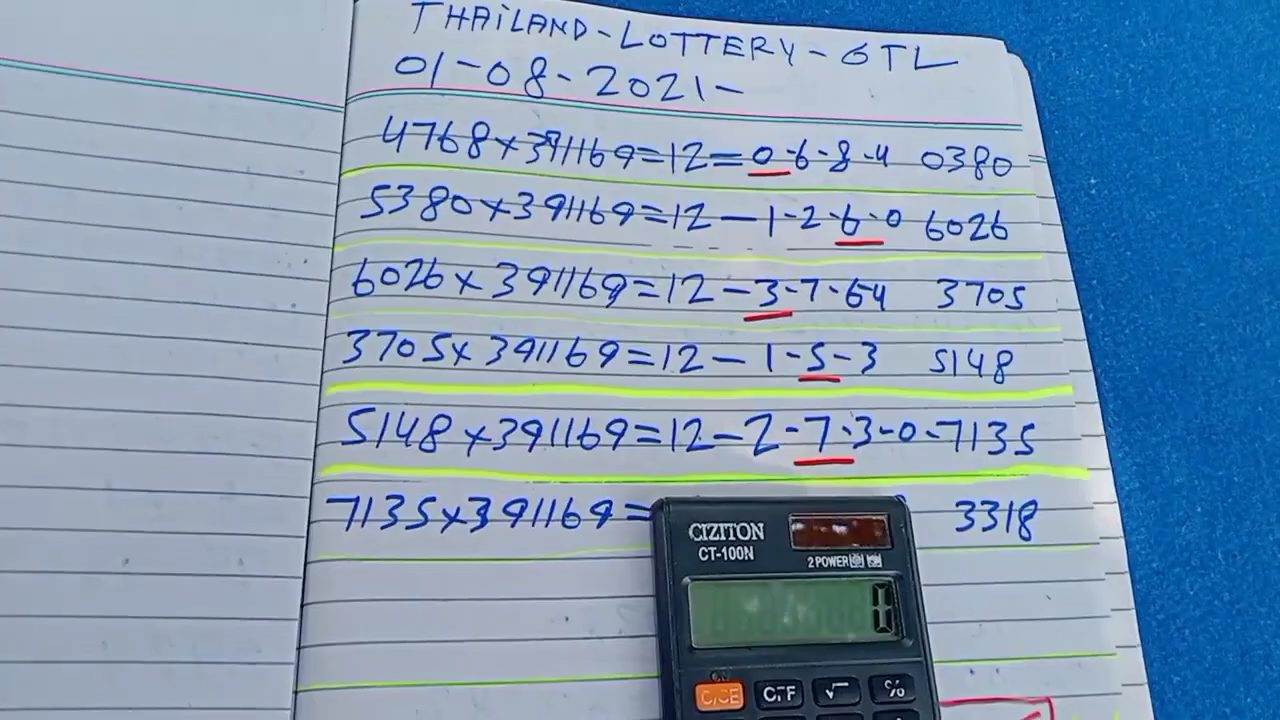 THAILAND-LOTTERY-GTL
01-08-2021-
4768×391169=12=0-6-8-4 0380
5380×391169=12-1-2-6-0 6026
6026×391169=12-3-7-64 3705
3705×391169=12-1-5-3 5148
5148×391169=12-2-7-3-0-7135
7135×391169= 3318
CIZITON
CT-100N
2 POWER
0
C/CE √ %